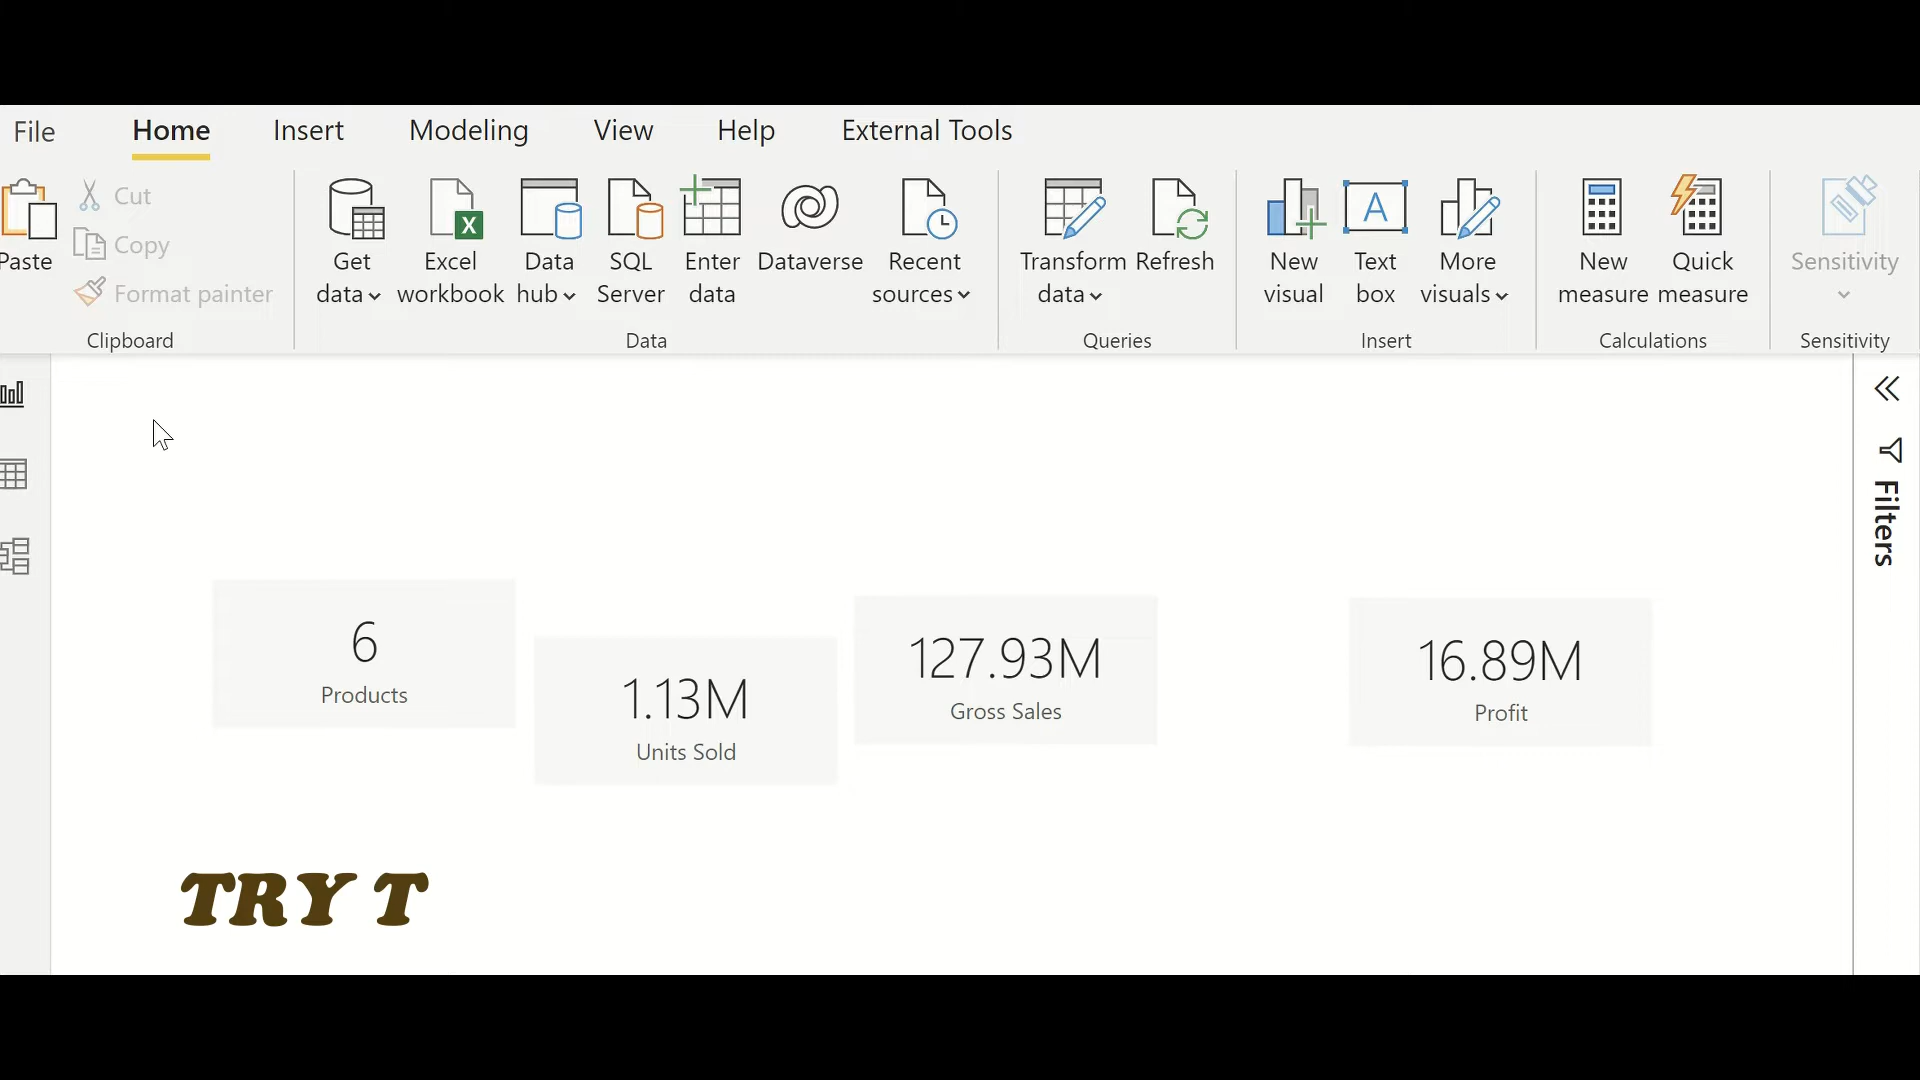 File Home Insert Modeling View Help External Tools
Paste
Cut
Copy
Format painter
Clipboard
Get data
Excel workbook
Data hub
SQL Server
Enter data
Dataverse
Recent sources
Data
Transform data
Refresh
Queries
New visual
Text box
More visuals
Insert
New measure
Quick measure
Calculations
Sensitivity
Sensitivity
Filters
6
Products
1.13M
Units Sold
127.93M
Gross Sales
16.89M
Profit
TRY T